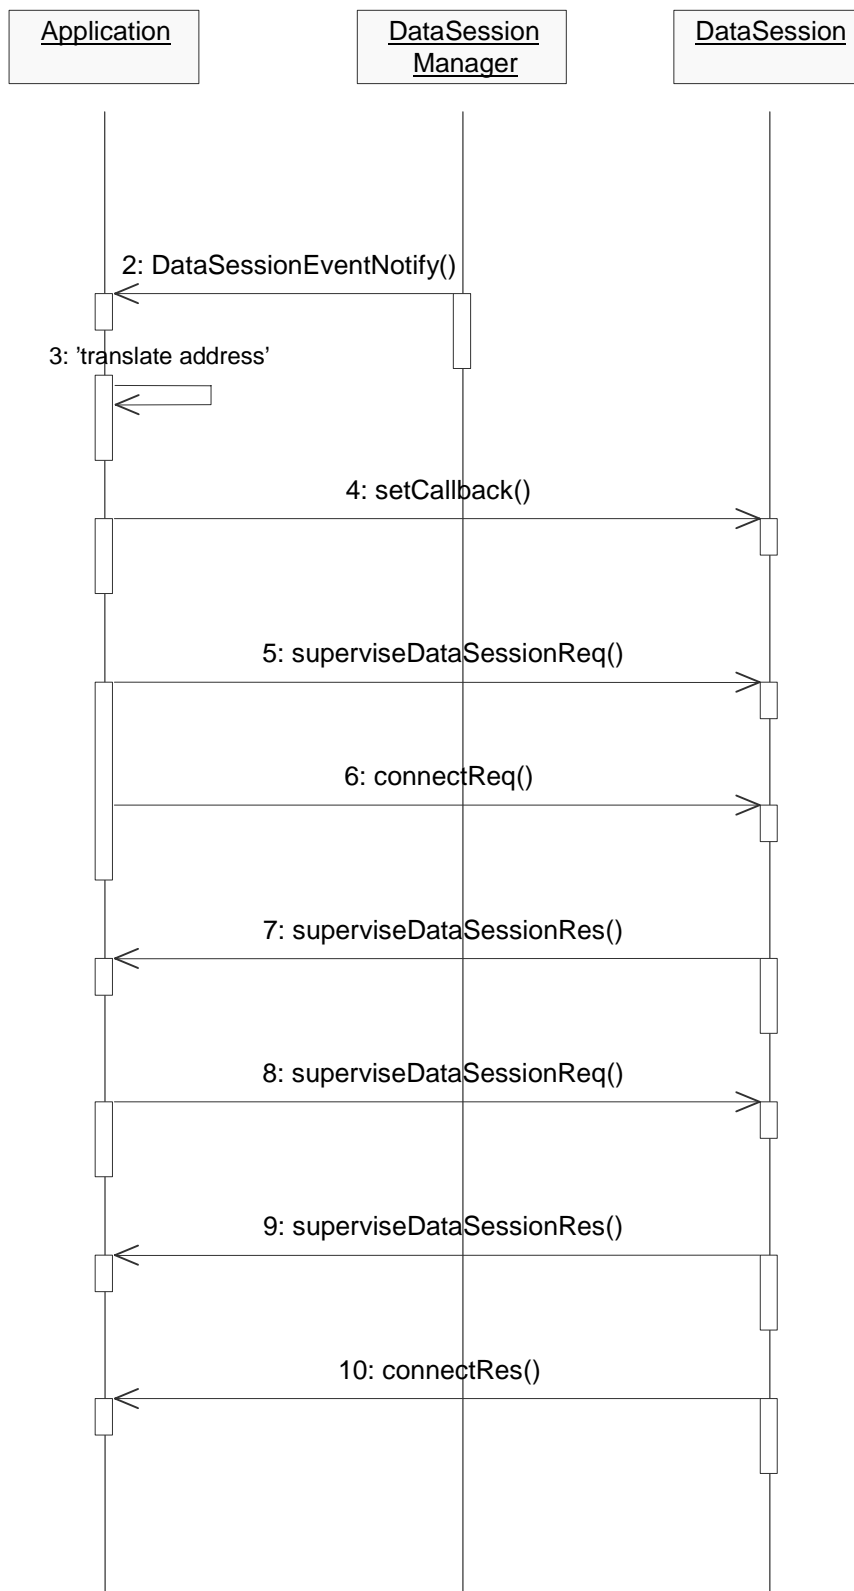 Application
DataSession
Manager
DataSession
2: DataSessionEventNotify()
3: 'translate address'
4: setCallback()
5: superviseDataSessionReq()
6: connectReq()
7: superviseDataSessionRes()
8: superviseDataSessionReq()
9: superviseDataSessionRes()
10: connectRes()